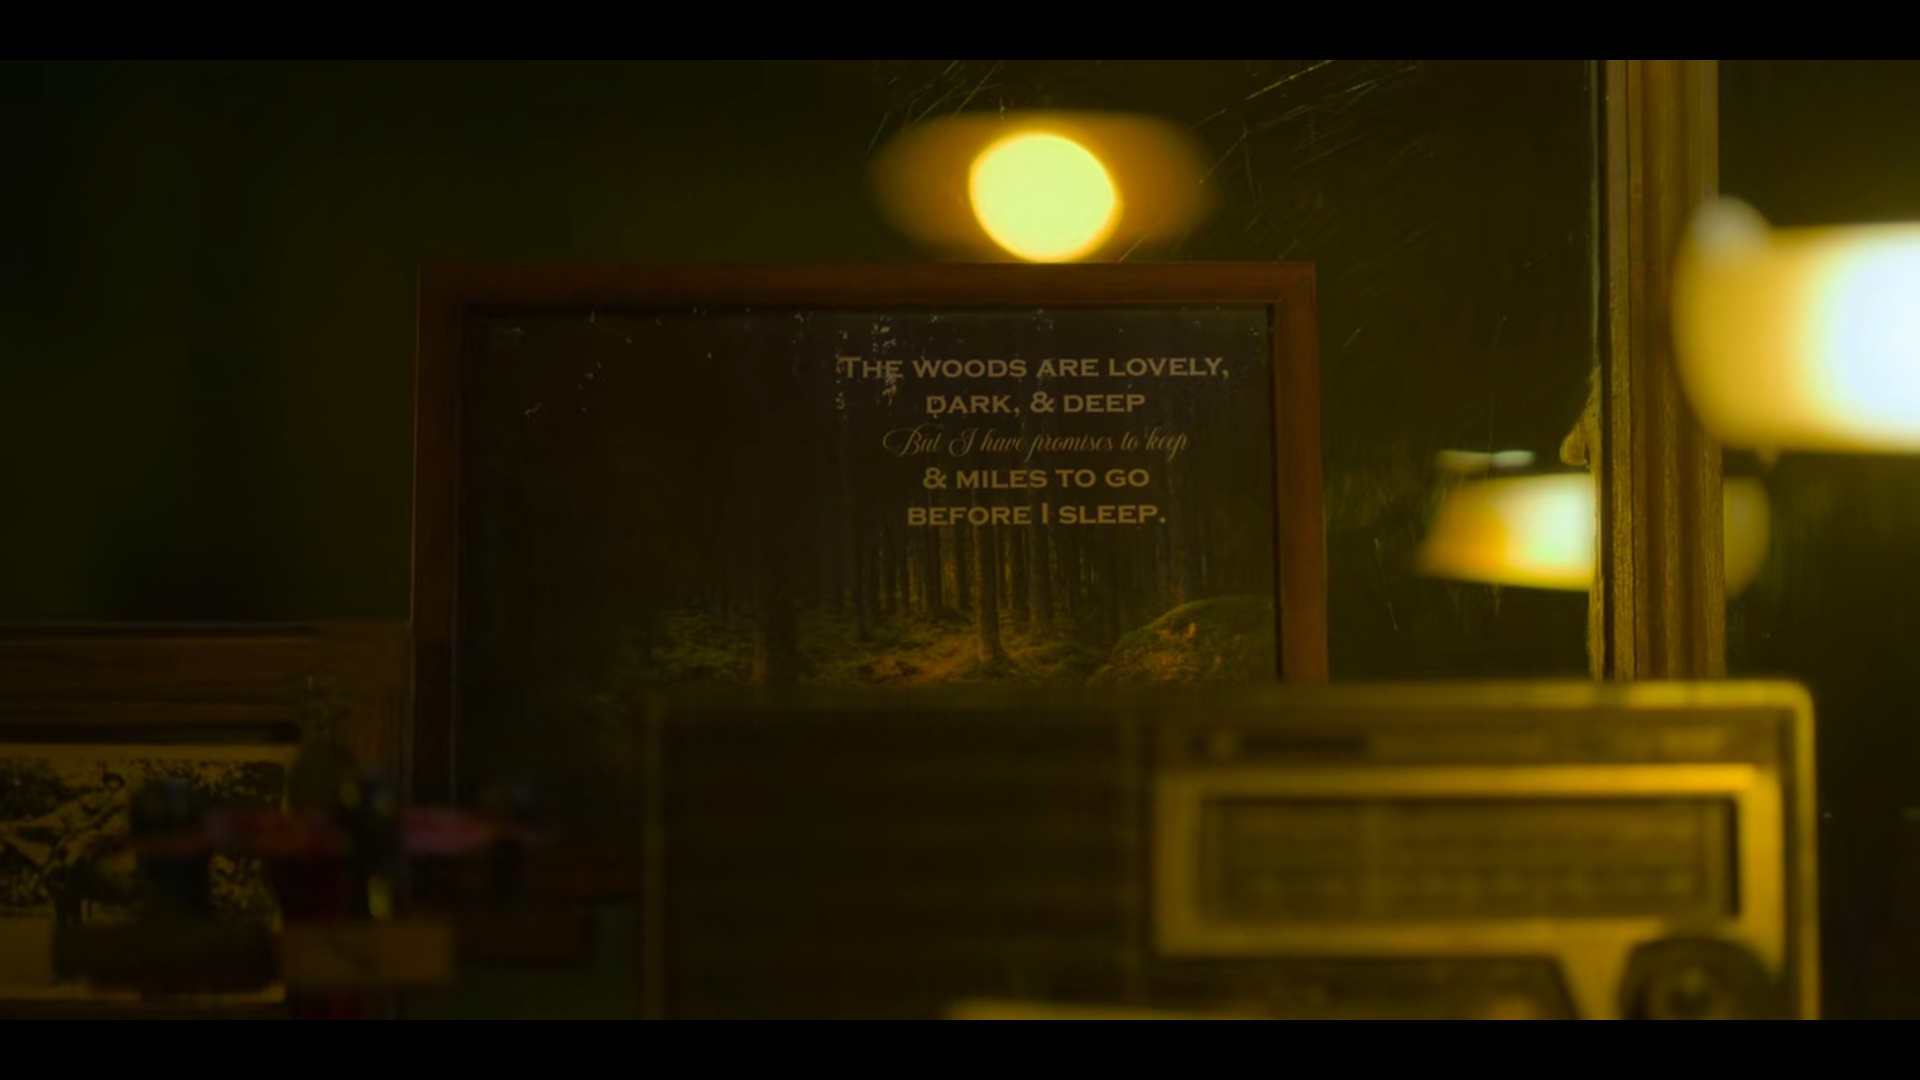 THE WOODS ARE LOVELY,
DARK, & DEEP
But I have promises to keep
& MILES TO GO
BEFORE I SLEEP.